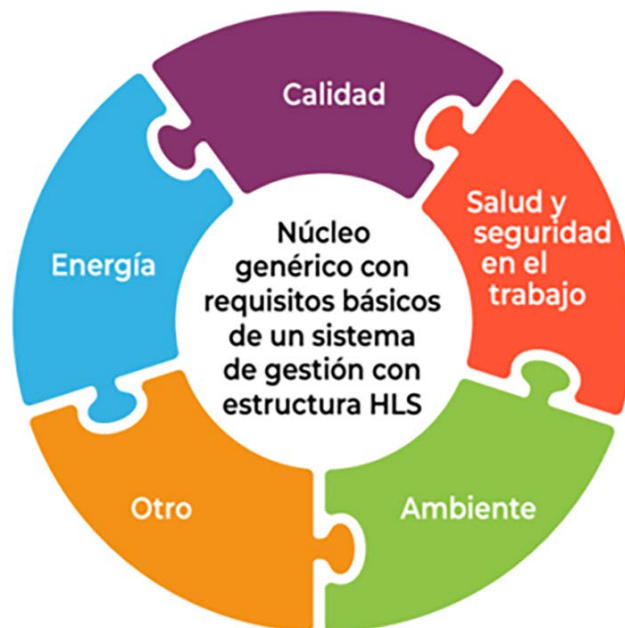 Calidad
Salud y
seguridad
en el
trabajo
Ambiente
Otro
Energía
Núcleo
genérico con
requisitos básicos
de un sistema
de gestión con
estructura HLS